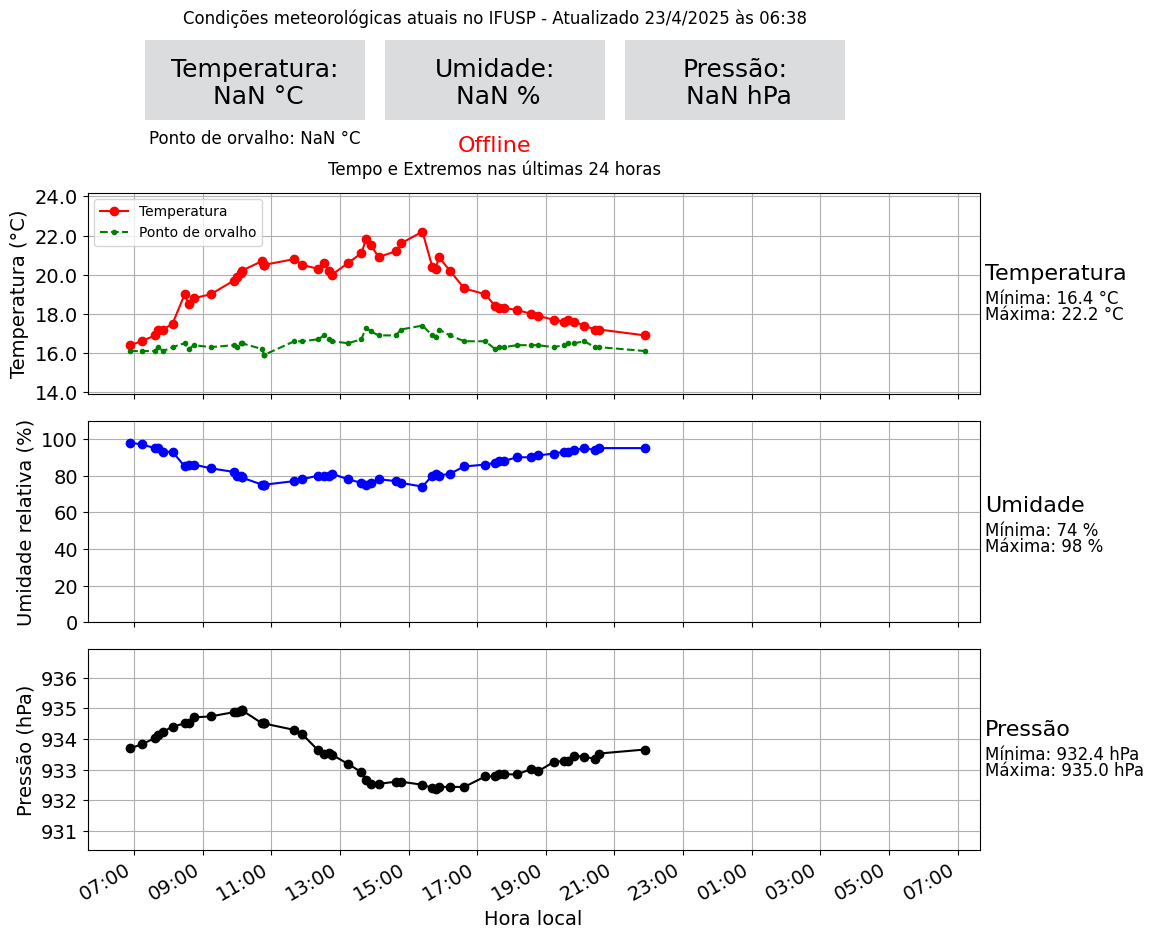 Condições meteorológicas atuais no IFUSP - Atualizado 23/4/2025 às 06:38
Temperatura:
NaN °C
Umidade:
NaN %
Pressão:
NaN hPa
Ponto de orvalho: NaN °C
Offline
Tempo e Extremos nas últimas 24 horas
Temperatura (°C)
24.0
22.0
20.0
18.0
16.0
14.0
Temperatura
Ponto de orvalho
Temperatura
Mínima: 16.4 °C
Máxima: 22.2 °C
Umidade relativa (%)
100
80
60
40
20
0
Umidade
Mínima: 74 %
Máxima: 98 %
Pressão (hPa)
936
935
934
933
932
931
Pressão
Mínima: 932.4 hPa
Máxima: 935.0 hPa
07:00 09:00 11:00 13:00 15:00 17:00 19:00 21:00 23:00 01:00 03:00 05:00 07:00
Hora local